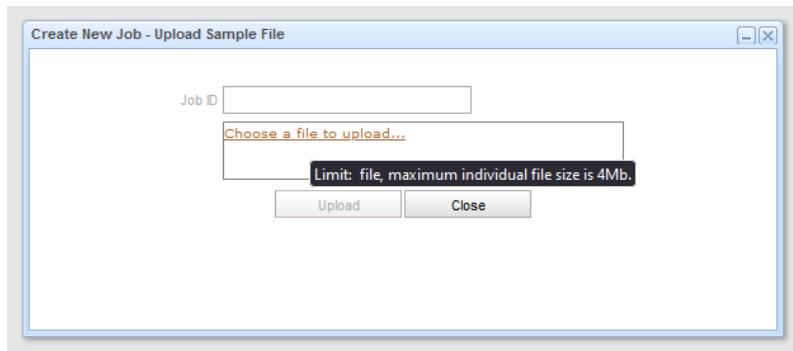 Create New Job - Upload Sample File
Job ID
Choose a file to upload...
Limit:  file, maximum individual file size is 4Mb.
Upload
Close